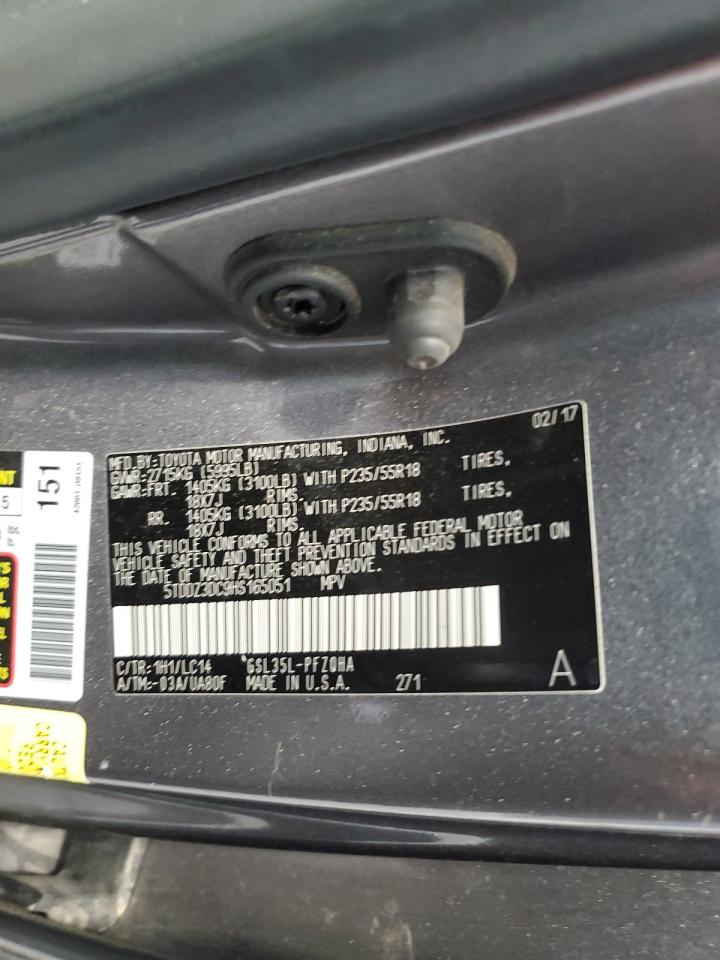 MFD.BY:TOYOTA MOTOR MANUFACTURING, INDIANA, INC. 02/17
GVWR:2715KG (5995LB)
GAWR:FRT. 1405KG (3100LB) WITH P235/55R18 TIRES,
18X7J RIMS.
RR. 1405KG (3100LB) WITH P235/55R18 TIRES,
18X7J RIMS.
THIS VEHICLE CONFORMS TO ALL APPLICABLE FEDERAL MOTOR
VEHICLE SAFETY AND THEFT PREVENTION STANDARDS IN EFFECT ON
THE DATE OF MANUFACTURE SHOWN ABOVE.
5TDDZ3DC9HS165051 MPV
C/TR:1H1/LC14 *GSL35L-PFZQHA
A/TM:-03A/UA80F MADE IN U.S.A. 271 A
151
5
lbs.